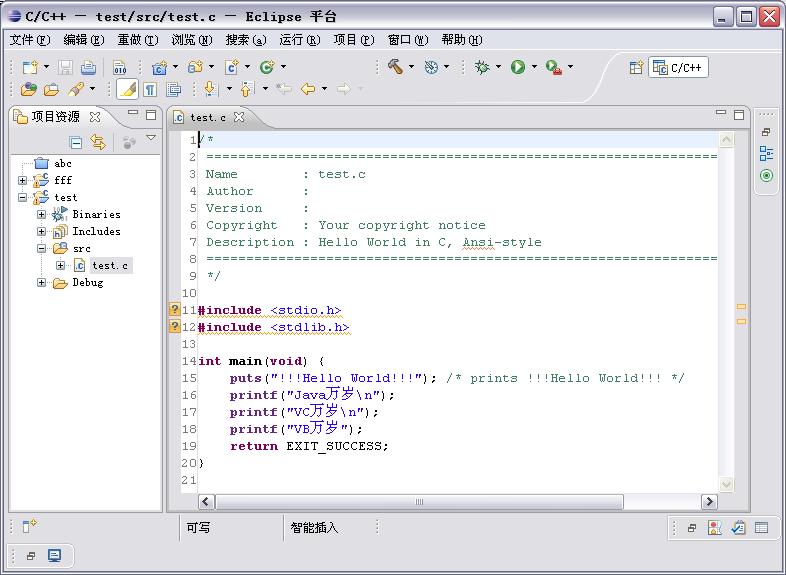 C/C++ — test/src/test.c — Eclipse 平台
文件(F) 编辑(E) 重做(T) 浏览(N) 搜索(a) 运行(R) 项目(P) 窗口(W) 帮助(H)
010
C/C++
项目资源
abc
fff
test
Binaries
Includes
src
test.c
Debug
test.c
1 /*
2 ================================================================
3 Name : test.c
4 Author :
5 Version :
6 Copyright : Your copyright notice
7 Description : Hello World in C, Ansi-style
8 ================================================================
9 */
10
11 #include <stdio.h>
12 #include <stdlib.h>
13
14 int main(void) {
15 puts("!!!Hello World!!!"); /* prints !!!Hello World!!! */
16 printf("Java万岁\n");
17 printf("VC万岁\n");
18 printf("VB万岁");
19 return EXIT_SUCCESS;
20 }
21
可写
智能插入